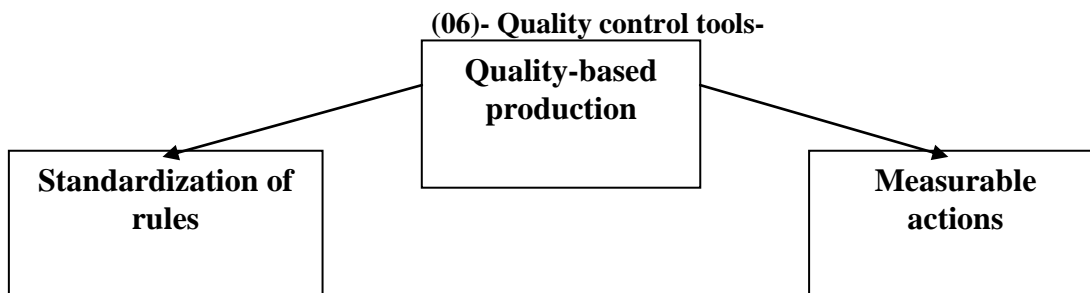 (06)- Quality control tools-
Quality-based
production
Standardization of
rules
Measurable
actions